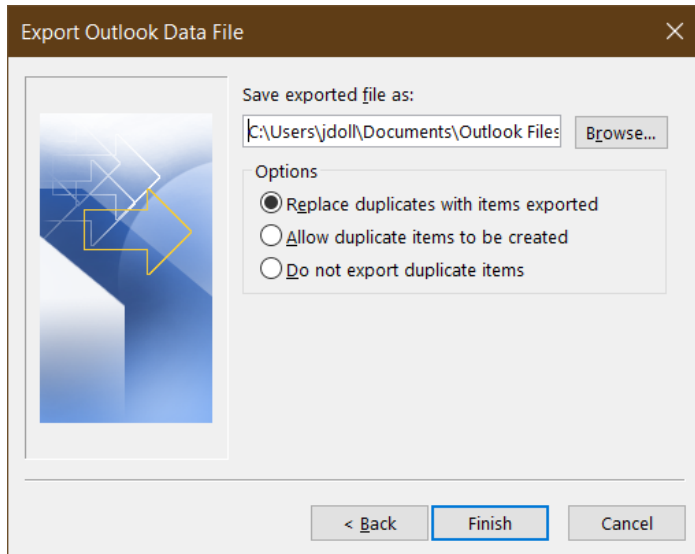 Export Outlook Data File
Save exported file as:
C:\Users\jdoll\Documents\Outlook Files
Browse...
Options
Replace duplicates with items exported
Allow duplicate items to be created
Do not export duplicate items
< Back
Finish
Cancel